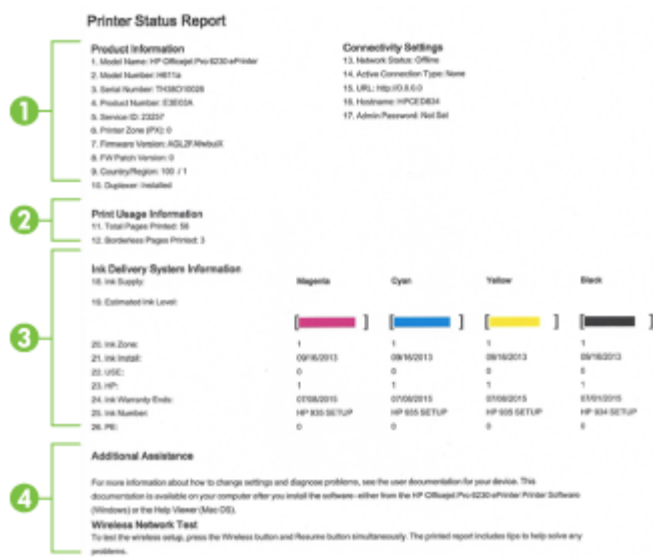 Printer Status Report
Product Information
1. Model Name: HP Officejet Pro 6230 ePrinter
2. Model Number: H611a
3. Serial Number:
4. Product Number: E3E03A
5. Service ID: 23257
6. Printer Zone (PX): 0
7. Firmware Version:
8. FW Patch Version: 0
9. Country/Region: 100 / 1
10. Duplexer: Installed
Connectivity Settings
13. Network Status: Offline
14. Active Connection Type: None
15. URL: http://0.0.0.0
16. Hostname: HPCED834
17. Admin Password: Not Set
1
Print Usage Information
11. Total Pages Printed: 56
12. Borderless Pages Printed: 3
2
Ink Delivery System Information
18. Ink Supply: Magenta Cyan Yellow Black
19. Estimated Ink Level:
[ ] [ ] [ ] [ ]
20. Ink Zone: 1 1 1 1
21. Ink Install: 09/16/2013 09/16/2013 09/16/2013 09/16/2013
22. USE: 0 0 0 0
23. HP: 1 1 1 1
24. Ink Warranty Ends: 07/08/2015 07/08/2015 07/08/2015 07/01/2015
25. Ink Number: HP 935 SETUP HP 935 SETUP HP 935 SETUP HP 934 SETUP
26. PE: 0 0 0 0
3
Additional Assistance
For more information about how to change settings and diagnose problems, see the user documentation for your device. This
documentation is available on your computer after you install the software- either from the HP Officejet Pro 6230 ePrinter Printer Software
(Windows) or the Help Viewer (Mac OS).
Wireless Network Test
To test the wireless setup, press the Wireless button and Resume button simultaneously. The printed report includes tips to help solve any
problems.
4